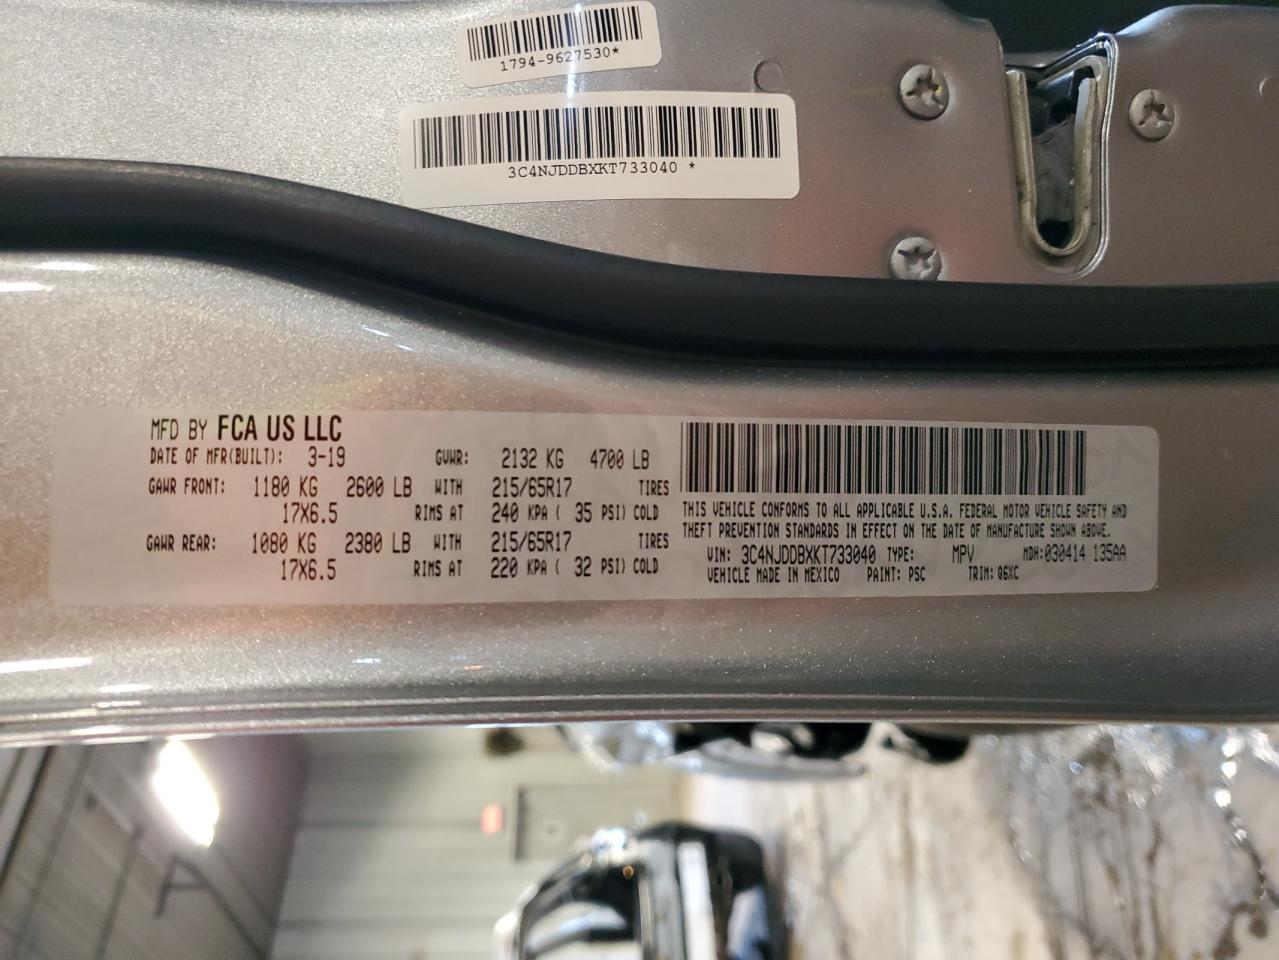 1794-9627530*
3C4NJDDBXKT733040 *
MFD BY FCA US LLC
DATE OF MFR(BUILT): 3-19 GVWR: 2132 KG 4700 LB
GAWR FRONT: 1180 KG 2600 LB WITH 215/65R17 TIRES
17X6.5 RIMS AT 240 KPA ( 35 PSI) COLD
GAWR REAR: 1080 KG 2380 LB WITH 215/65R17 TIRES
17X6.5 RIMS AT 220 KPA ( 32 PSI) COLD
THIS VEHICLE CONFORMS TO ALL APPLICABLE U.S.A. FEDERAL MOTOR VEHICLE SAFETY AND
THEFT PREVENTION STANDARDS IN EFFECT ON THE DATE OF MANUFACTURE SHOWN ABOVE.
VIN: 3C4NJDDBXKT733040 TYPE: MPV MDH:030414 135AA
VEHICLE MADE IN MEXICO PAINT: PSC TRIM: Q6XC